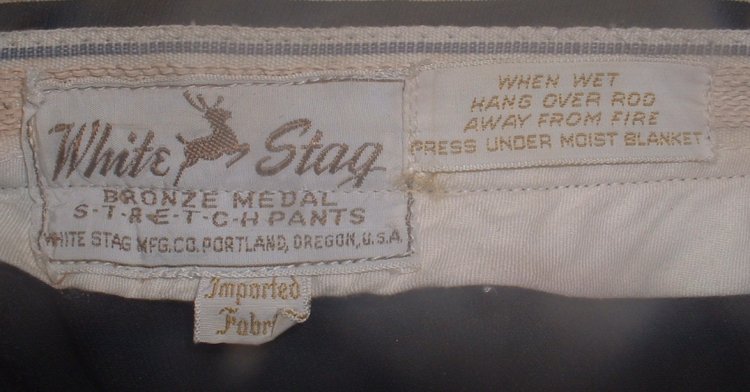 White Stag
BRONZE MEDAL
S-T-R-E-T-C-H PANTS
WHITE STAG MFG.CO. PORTLAND, OREGON, U.S.A.
WHEN WET
HANG OVER ROD
AWAY FROM FIRE
PRESS UNDER MOIST BLANKET
Imported